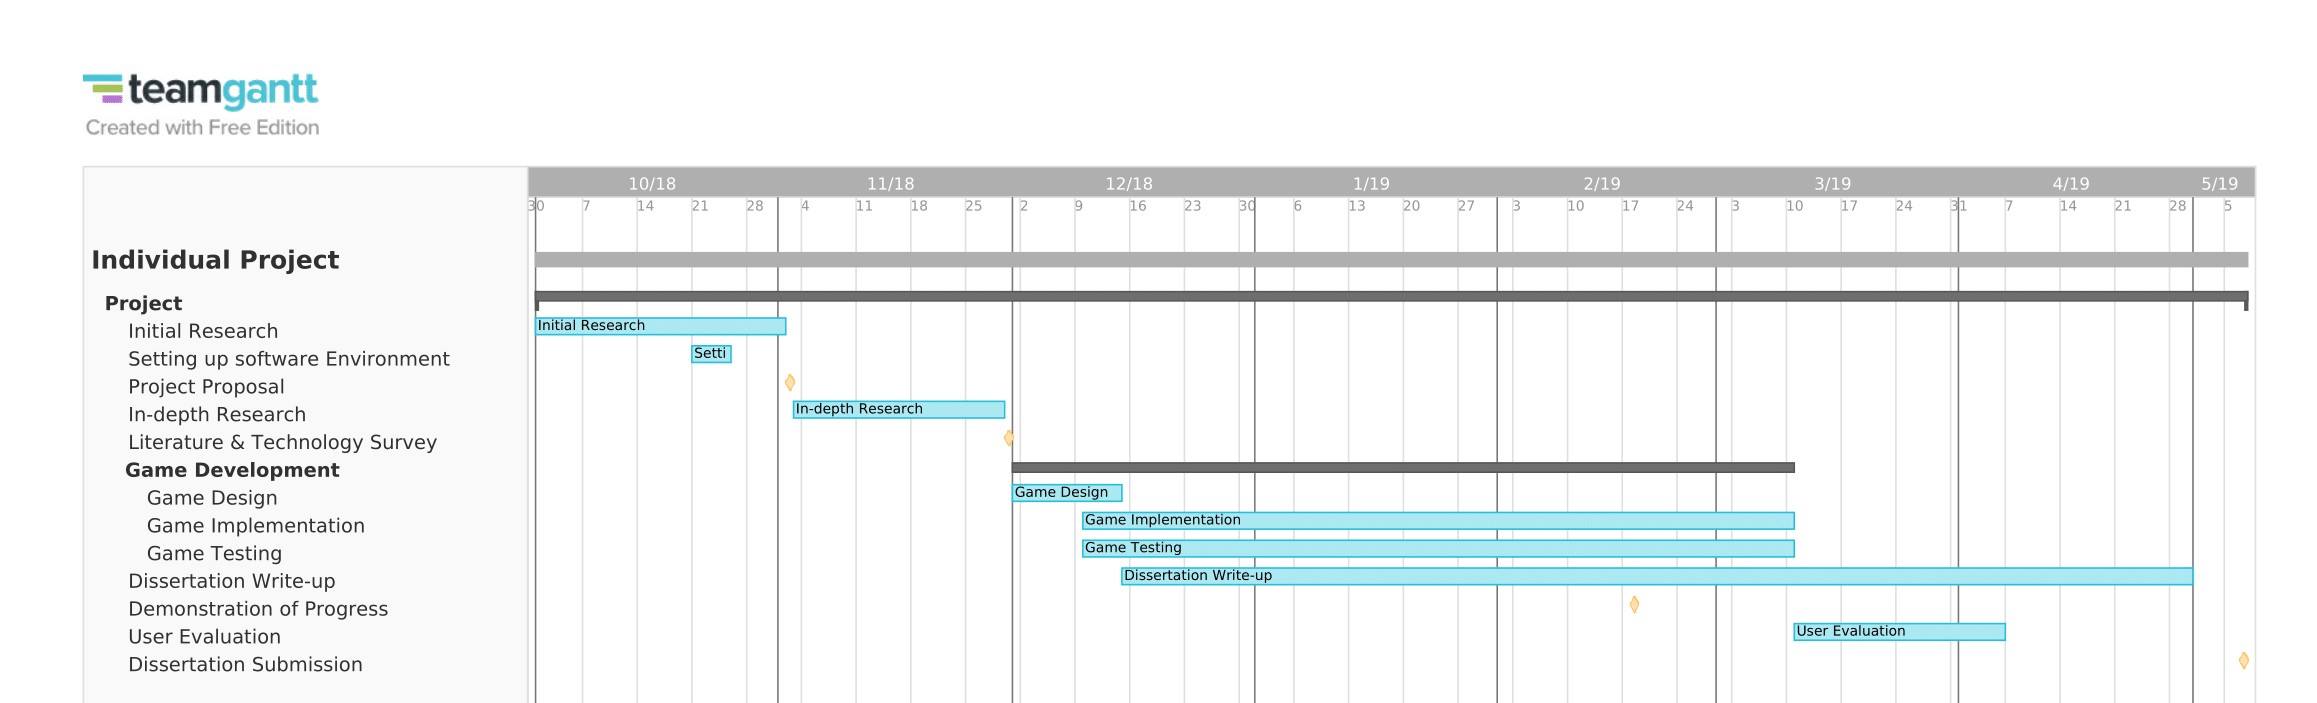 teamgantt
Created with Free Edition
10/18 11/18 12/18 1/19 2/19 3/19 4/19 5/19
30 7 14 21 28 4 11 18 25 2 9 16 23 30 6 13 20 27 3 10 17 24 3 10 17 24 31 7 14 21 28 5
Individual Project
Project
Initial Research Initial Research
Setting up software Environment Setti
Project Proposal
In-depth Research In-depth Research
Literature & Technology Survey
Game Development
Game Design Game Design
Game Implementation Game Implementation
Game Testing Game Testing
Dissertation Write-up Dissertation Write-up
Demonstration of Progress
User Evaluation User Evaluation
Dissertation Submission